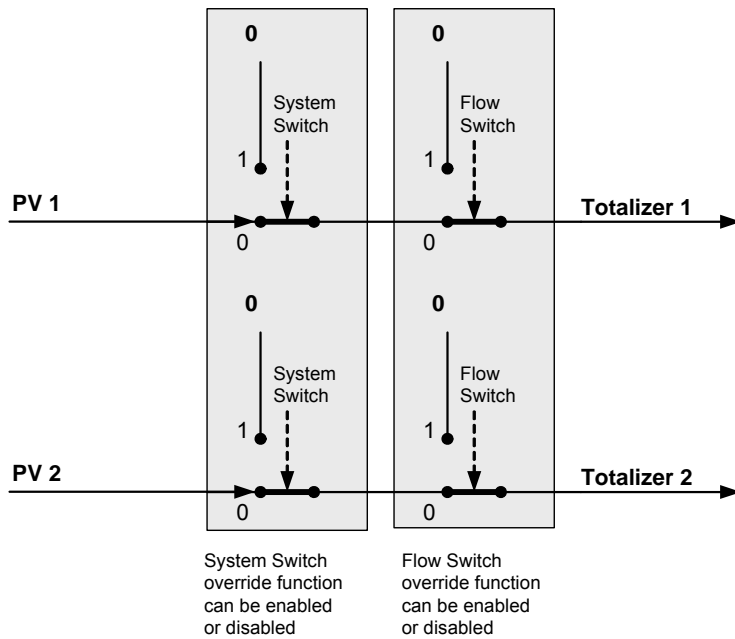 0
0
System
Switch
Flow
Switch
1
1
PV 1
Totalizer 1
0
0
0
0
System
Switch
Flow
Switch
1
1
PV 2
Totalizer 2
0
0
System Switch
override function
can be enabled
or disabled
Flow Switch
override function
can be enabled
or disabled